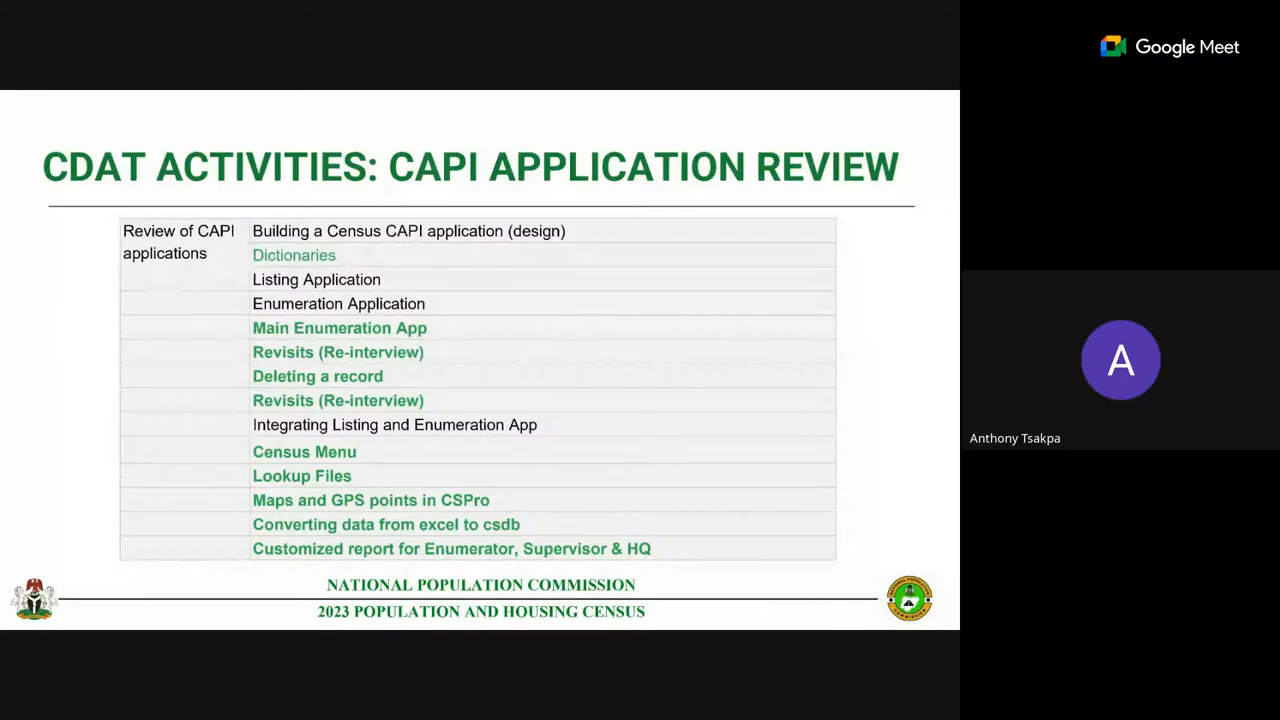 Google Meet
CDAT ACTIVITIES: CAPI APPLICATION REVIEW
Review of CAPI
applications
Building a Census CAPI application (design)
Dictionaries
Listing Application
Enumeration Application
Main Enumeration App
Revisits (Re-interview)
Deleting a record
Revisits (Re-interview)
Integrating Listing and Enumeration App
Census Menu
Lookup Files
Maps and GPS points in CSPro
Converting data from excel to csdb
Customized report for Enumerator, Supervisor & HQ
NATIONAL POPULATION COMMISSION
2023 POPULATION AND HOUSING CENSUS
A
Anthony Tsakpa